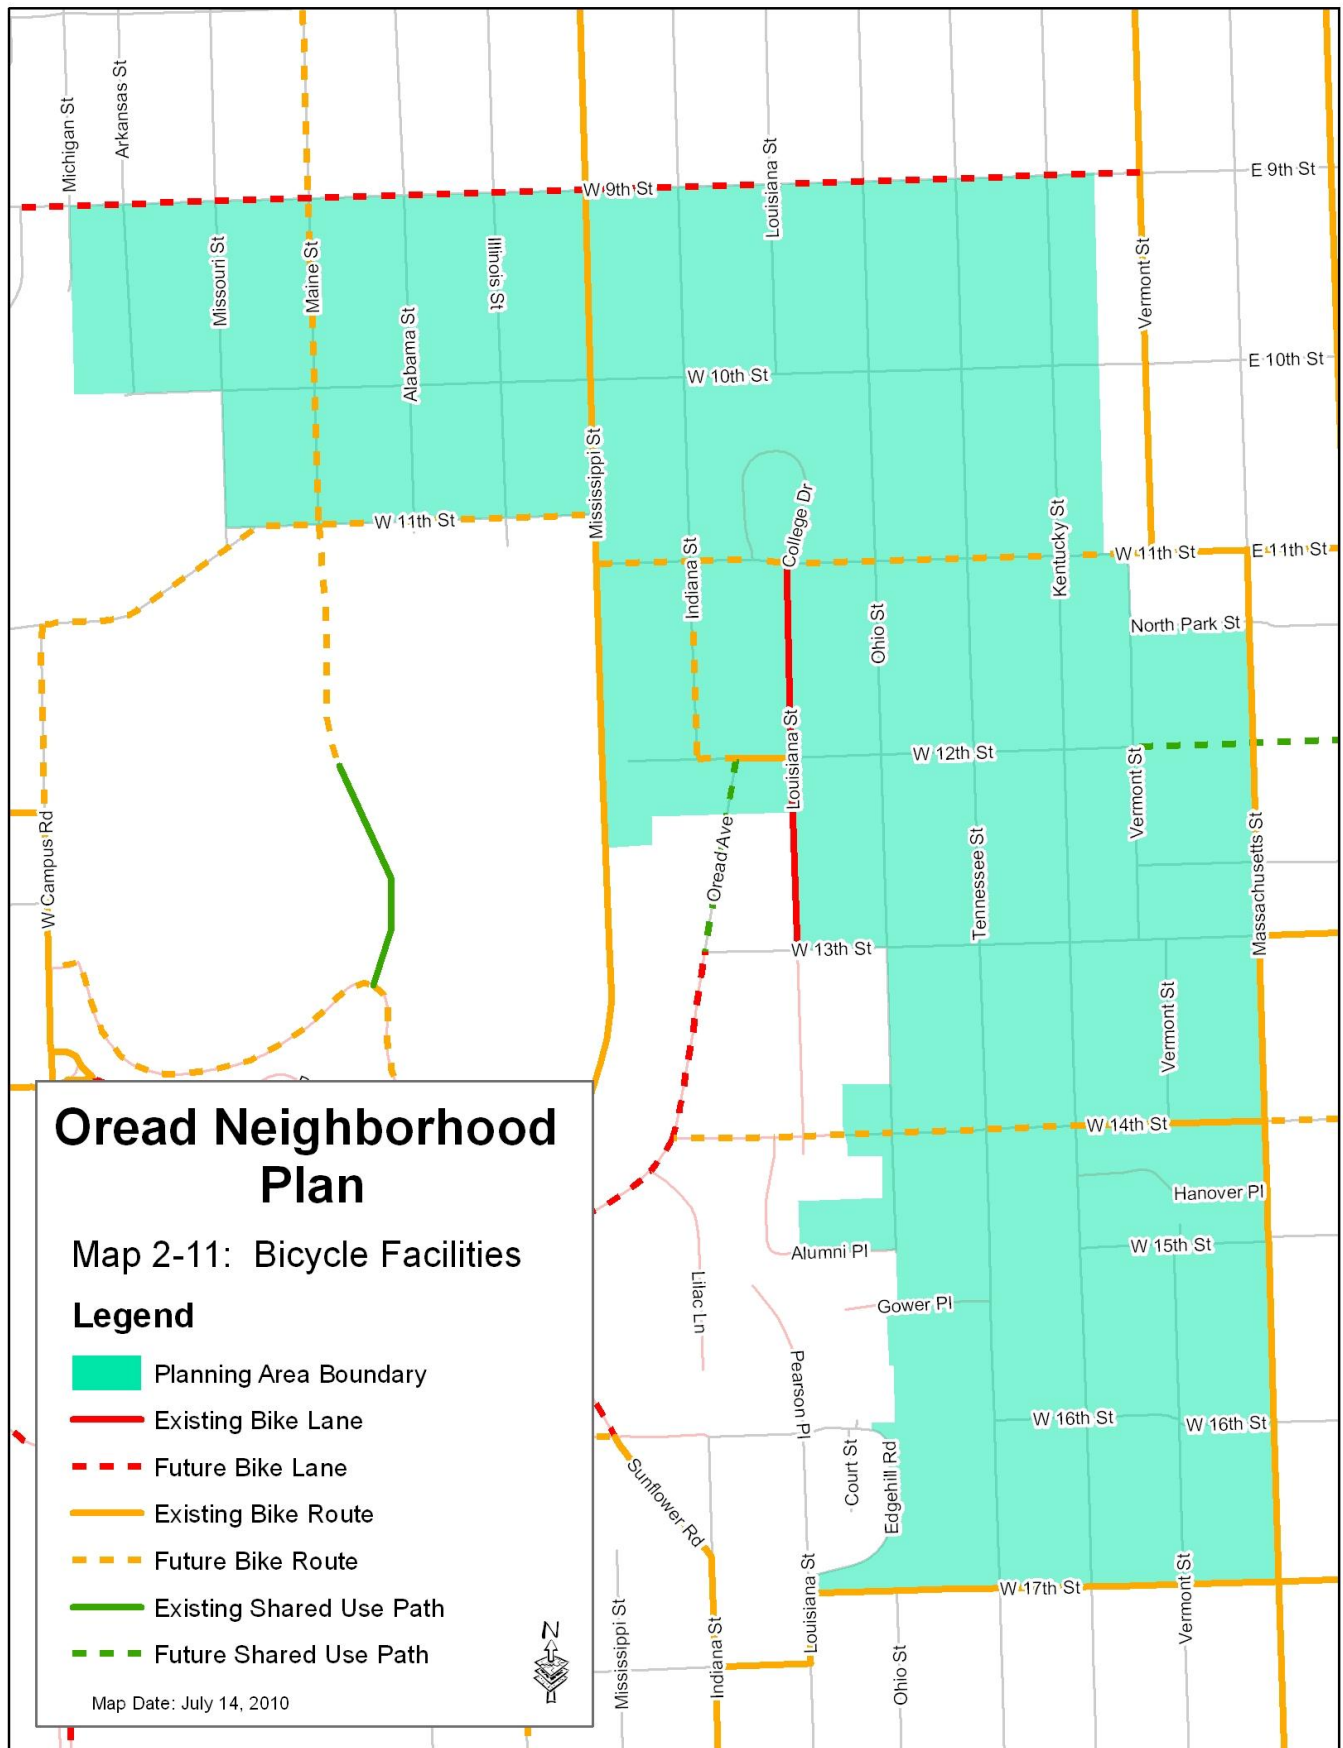 Michigan St
Arkansas St
Louisiana St
E 9th St
W 9th St
Missouri St
Maine St
Alabama St
Illinois St
Vermont St
W 10th St
E 10th St
Mississippi St
College Dr
Kentucky St
W 11th St
Indiana St
W 11th St
E 11th St
Ohio St
North Park St
Louisiana St
W 12th St
Vermont St
W Campus Rd
Oread Ave
Tennessee St
Massachusetts St
W 13th St
Vermont St
W 14th St
Hanover Pl
Alumni Pl
W 15th St
Lilac Ln
Gower Pl
Pearson Pl
W 16th St
W 16th St
Court St
Edgehill Rd
Sunflower Rd
W 17th St
Louisiana St
Vermont St
Mississippi St
Indiana St
Ohio St
Oread Neighborhood
Plan
Map 2-11: Bicycle Facilities
Legend
Planning Area Boundary
Existing Bike Lane
Future Bike Lane
Existing Bike Route
Future Bike Route
Existing Shared Use Path
Future Shared Use Path
Map Date: July 14, 2010
N